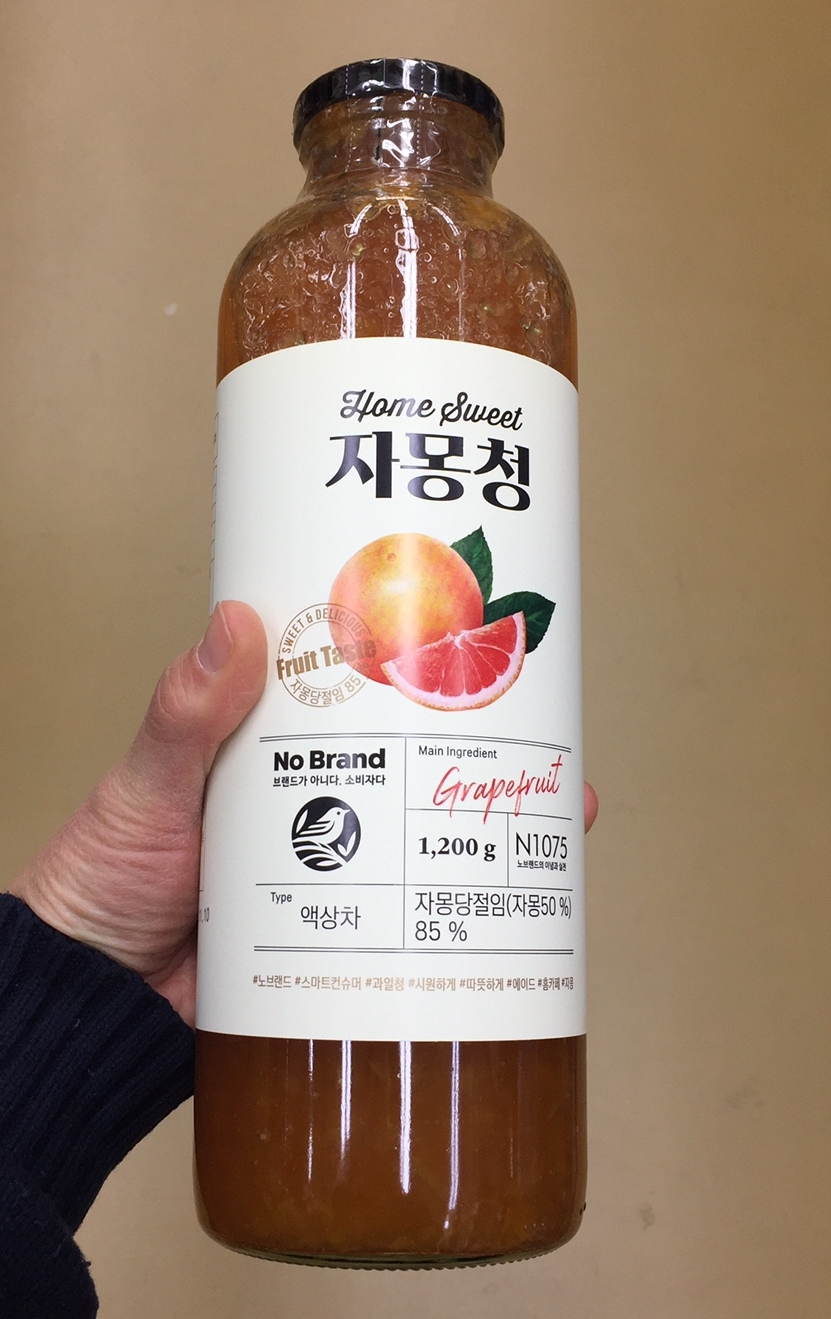 Home Sweet
자몽청
SWEET & DELICIOUS
Fruit Taste
자몽당절임 85
No Brand
브랜드가 아니다. 소비자다
Main Ingredient
Grapefruit
1,200 g
N1075
노브랜드의 이념과 실천
Type
액상차
자몽당절임(자몽50 %)
85 %
#노브랜드 #스마트컨슈머 #과일청 #시원하게 #따뜻하게 #에이드 #홈카페 #자몽